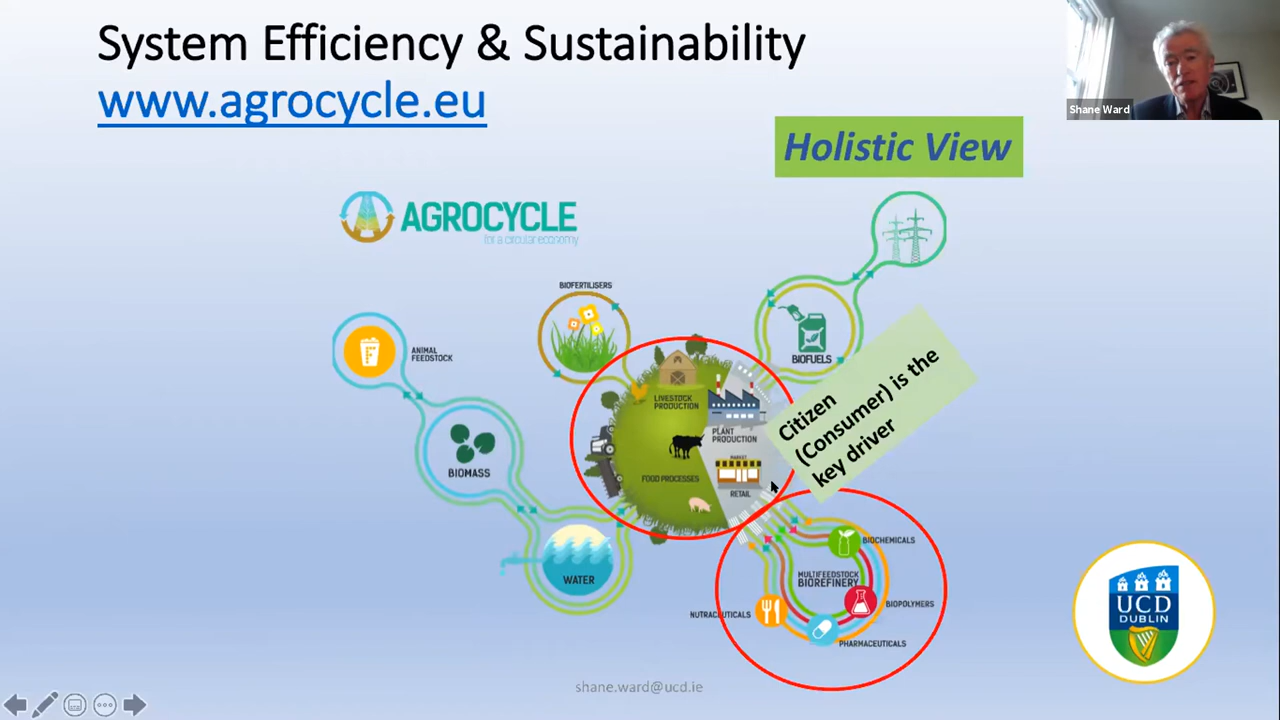 System Efficiency & Sustainability
www.agrocycle.eu
Shane Ward
Holistic View
AGROCYCLE
for a circular economy
BIOFERTILISERS
ANIMAL
FEEDSTOCK
BIOFUELS
LIVESTOCK
PRODUCTION
PLANT
PRODUCTION
Citizen
(Consumer) is the
key driver
BIOMASS
MARKET
FOOD PROCESSES
RETAIL
WATER
BIOCHEMICALS
MULTIFEEDSTOCK
BIOREFINERY
BIOPOLYMERS
NUTRACEUTICALS
PHARMACEUTICALS
UCD
DUBLIN
shane.ward@ucd.ie